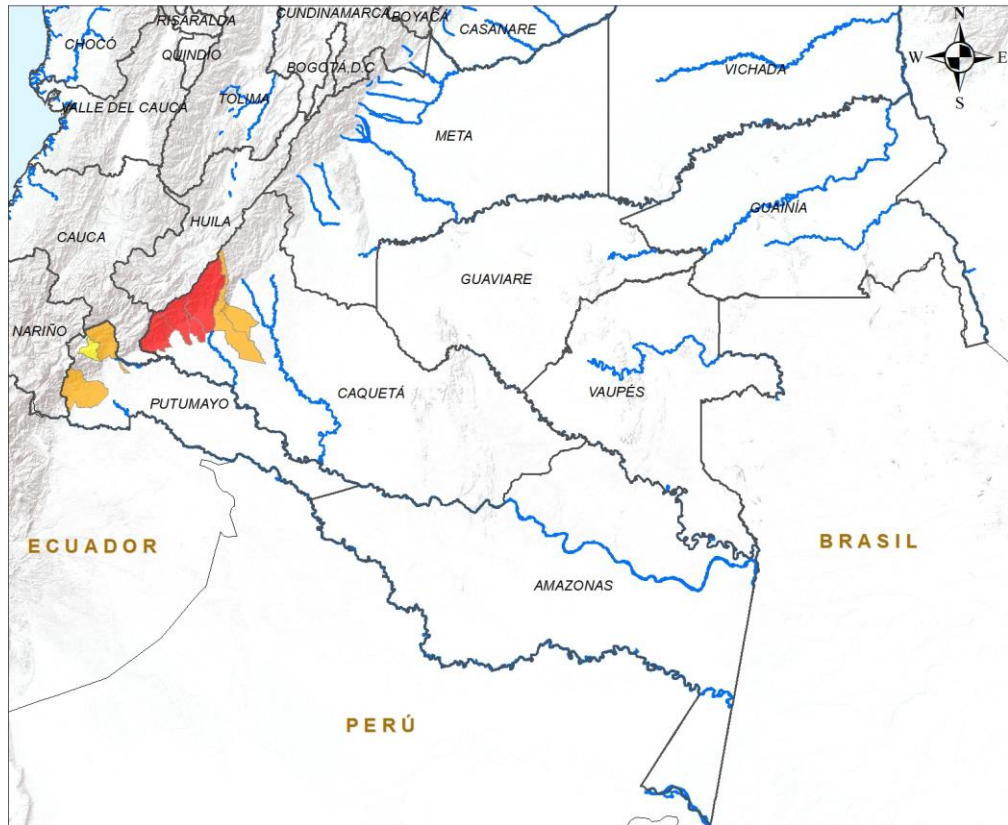 RISARALDA
CUNDINAMARCA
BOYACÁ
CASANARE
N
CHOCÓ
QUINDÍO
BOGOTÁ D.C
W
E
VICHADA
S
VALLE DEL CAUCA
TOLIMA
META
HUILA
GUAINÍA
CAUCA
GUAVIARE
NARIÑO
PUTUMAYO
CAQUETÁ
VAUPÉS
ECUADOR
BRASIL
AMAZONAS
PERÚ